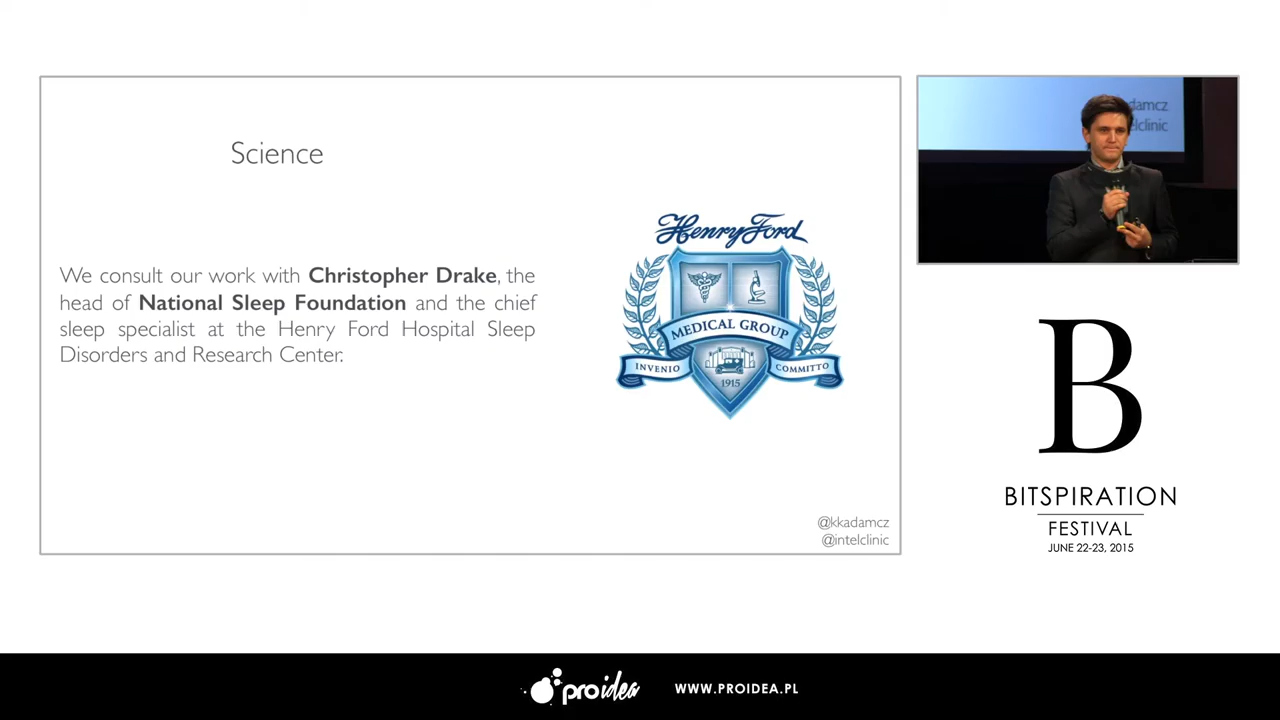 Science
We consult our work with Christopher Drake, the
head of National Sleep Foundation and the chief
sleep specialist at the Henry Ford Hospital Sleep
Disorders and Research Center.
Henry Ford
MEDICAL GROUP
INVENIO
COMMITTO
1915
@kkadamcz
@intelclinic
adamcz
elclinic
B
BITSPIRATION
FESTIVAL
JUNE 22-23, 2015
proidea
WWW.PROIDEA.PL